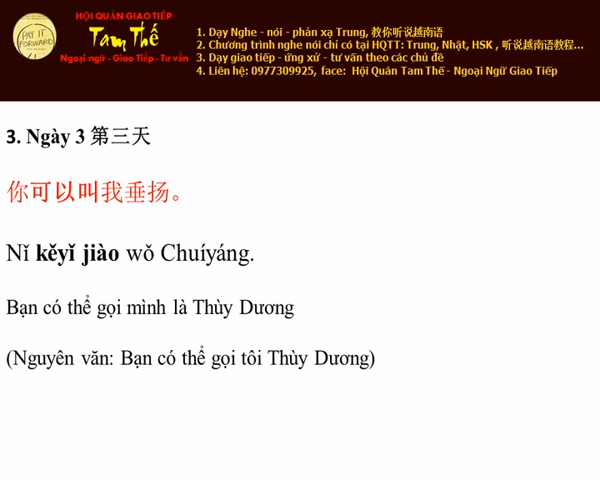 PAY IT
FORWARD
HỘI QUÁN GIAO TIẾP
Tam Thế
Ngoại ngữ - Giao Tiếp - Tư vấn
1. Dạy Nghe - nói - phản xạ Trung, 教你听说越南语
2. Chương trình nghe nói chỉ có tại HQTT: Trung, Nhật, HSK , 听说越南语教程...
3. Dạy giao tiếp - ứng xử - tư vấn theo các chủ đề
4. Liên hệ: 0977309925, face: Hội Quán Tam Thế - Ngoại Ngữ Giao Tiếp
3. Ngày 3 第三天
你可以叫我垂扬。
Nǐ kěyǐ jiào wǒ Chuíyáng.
Bạn có thể gọi mình là Thùy Dương
(Nguyên văn: Bạn có thể gọi tôi Thùy Dương)